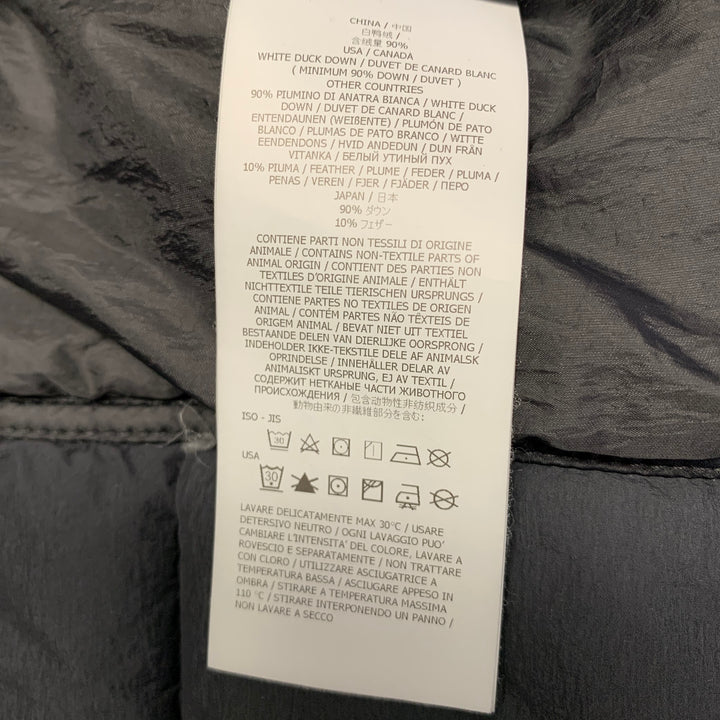 CHINA / 中国
白鸭绒 /
含绒量 90%
USA / CANADA
WHITE DUCK DOWN / DUVET DE CANARD BLANC
( MINIMUM 90% DOWN / DUVET )
OTHER COUNTRIES
90% PIUMINO DI ANATRA BIANCA / WHITE DUCK
DOWN / DUVET DE CANARD BLANC /
ENTENDAUNEN (WEIßENTE) / PLUMÓN DE PATO
BLANCO / PLUMAS DE PATO BRANCO / WITTE
EENDENDONS / HVID ANDEDUN / DUN FRÅN
VITANKA / БЕЛЫЙ УТИНЫЙ ПУХ
10% PIUMA / FEATHER / PLUME / FEDER / PLUMA /
PENAS / VEREN / FJER / FJÄDER / ПЕРО
JAPAN / 日本
90% ダウン
10% フェザー
CONTIENE PARTI NON TESSILI DI ORIGINE
ANIMALE / CONTAINS NON-TEXTILE PARTS OF
ANIMAL ORIGIN / CONTIENT DES PARTIES NON
TEXTILES D'ORIGINE ANIMALE / ENTHÄLT
NICHTTEXTILE TEILE TIERISCHEN URSPRUNGS /
CONTIENE PARTES NO TEXTILES DE ORIGEN
ANIMAL / CONTÉM PARTES NÃO TÊXTEIS DE
ORIGEM ANIMAL / BEVAT NIET UIT TEXTIEL
BESTAANDE DELEN VAN DIERLIJKE OORSPRONG /
INDEHOLDER IKKE-TEKSTILE DELE AF ANIMALSK
OPRINDELSE / INNEHÅLLER DELAR AV
ANIMALISKT URSPRUNG, EJ AV TEXTIL /
СОДЕРЖИТ НЕТКАНЫЕ ЧАСТИ ЖИВОТНОГО
ПРОИСХОЖДЕНИЯ / 包含动物性非纺织成分 /
動物由来の非繊維部分を含む:
ISO - JIS
30
USA
30
LAVARE DELICATAMENTE MAX 30°C / USARE
DETERSIVO NEUTRO / OGNI LAVAGGIO PUO'
CAMBIARE L'INTENSITA' DEL COLORE, LAVARE A
ROVESCIO E SEPARATAMENTE / NON TRATTARE
CON CLORO / UTILIZZARE ASCIUGATRICE A
TEMPERATURA BASSA / ASCIUGARE APPESO IN
OMBRA / STIRARE A TEMPERATURA MASSIMA
110 °C / STIRARE INTERPONENDO UN PANNO /
NON LAVARE A SECCO